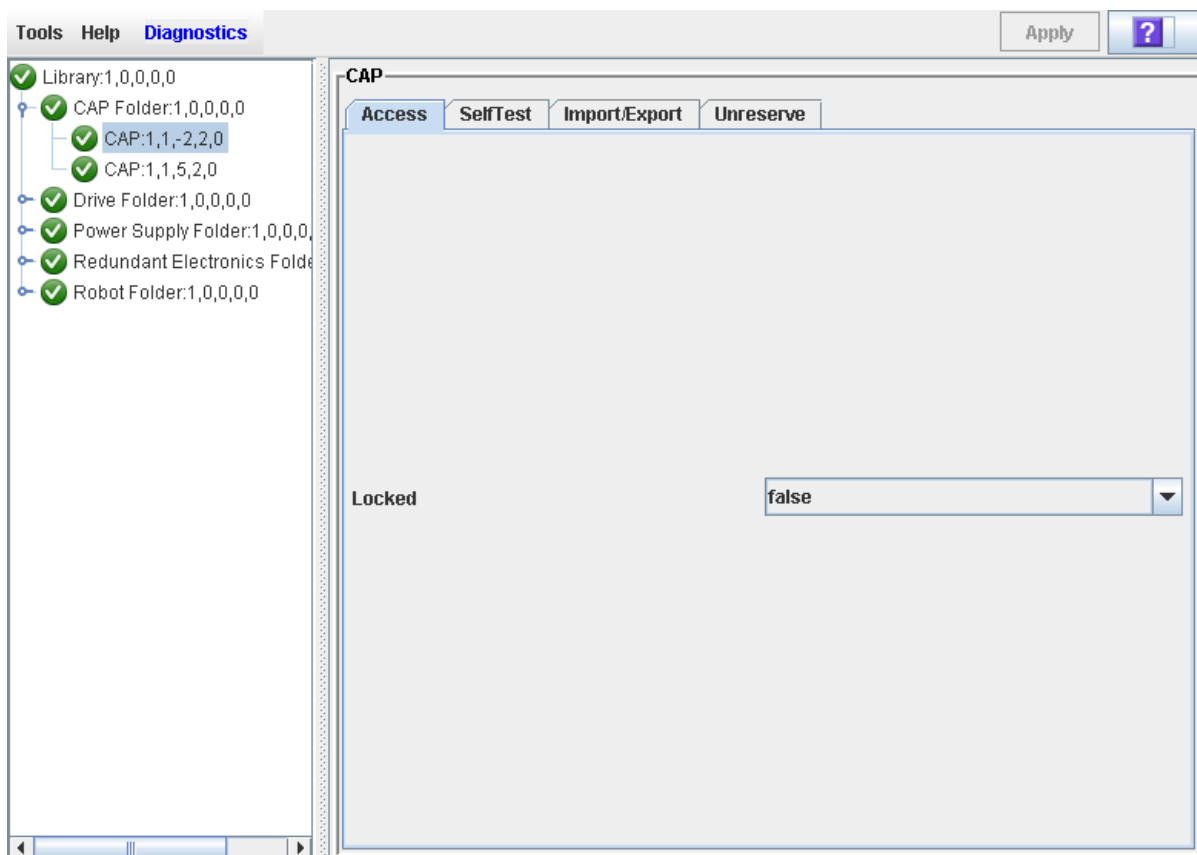 Tools Help Diagnostics
Apply
?
Library:1,0,0,0,0
CAP Folder:1,0,0,0,0
CAP:1,1,-2,2,0
CAP:1,1,5,2,0
Drive Folder:1,0,0,0,0
Power Supply Folder:1,0,0,0,
Redundant Electronics Folde
Robot Folder:1,0,0,0,0
CAP
Access SelfTest Import/Export Unreserve
Locked false